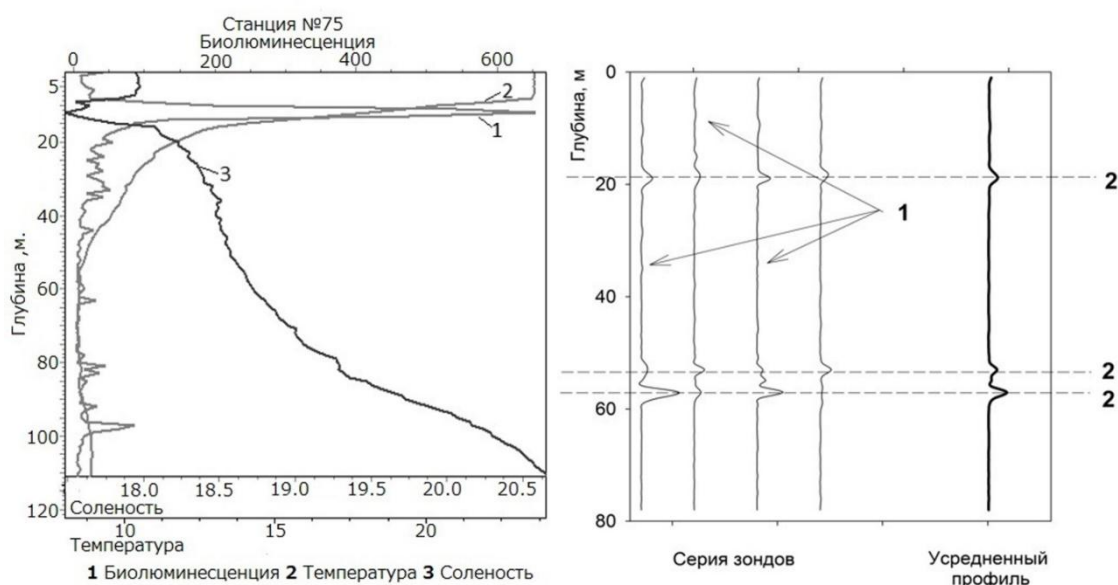 Станция №75
Биолюминесценция
0 200 400 600
5
20
40
60
80
100
120
Глубина ,м.
2
1
3
18.0 18.5 19.0 19.5 20.0 20.5
Соленость
10 15 20
Температура
1 Биолюминесценция 2 Температура 3 Соленость
0
20
40
60
80
Глубина, м
1
2
2
2
Серия зондов
Усредненный
профиль